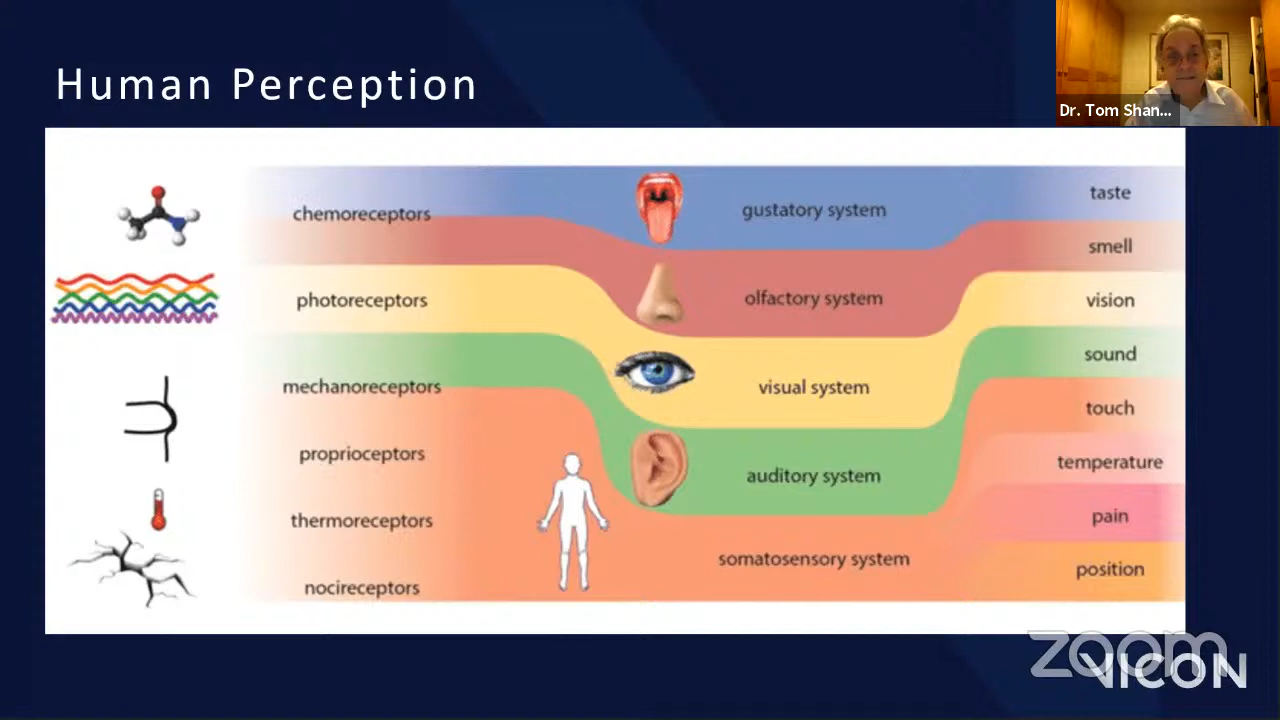 Human Perception
Dr. Tom Shan...
chemoreceptors
gustatory system
taste
smell
photoreceptors
olfactory system
vision
sound
mechanoreceptors
visual system
touch
proprioceptors
auditory system
temperature
thermoreceptors
pain
somatosensory system
position
nocireceptors
zoom
VICON